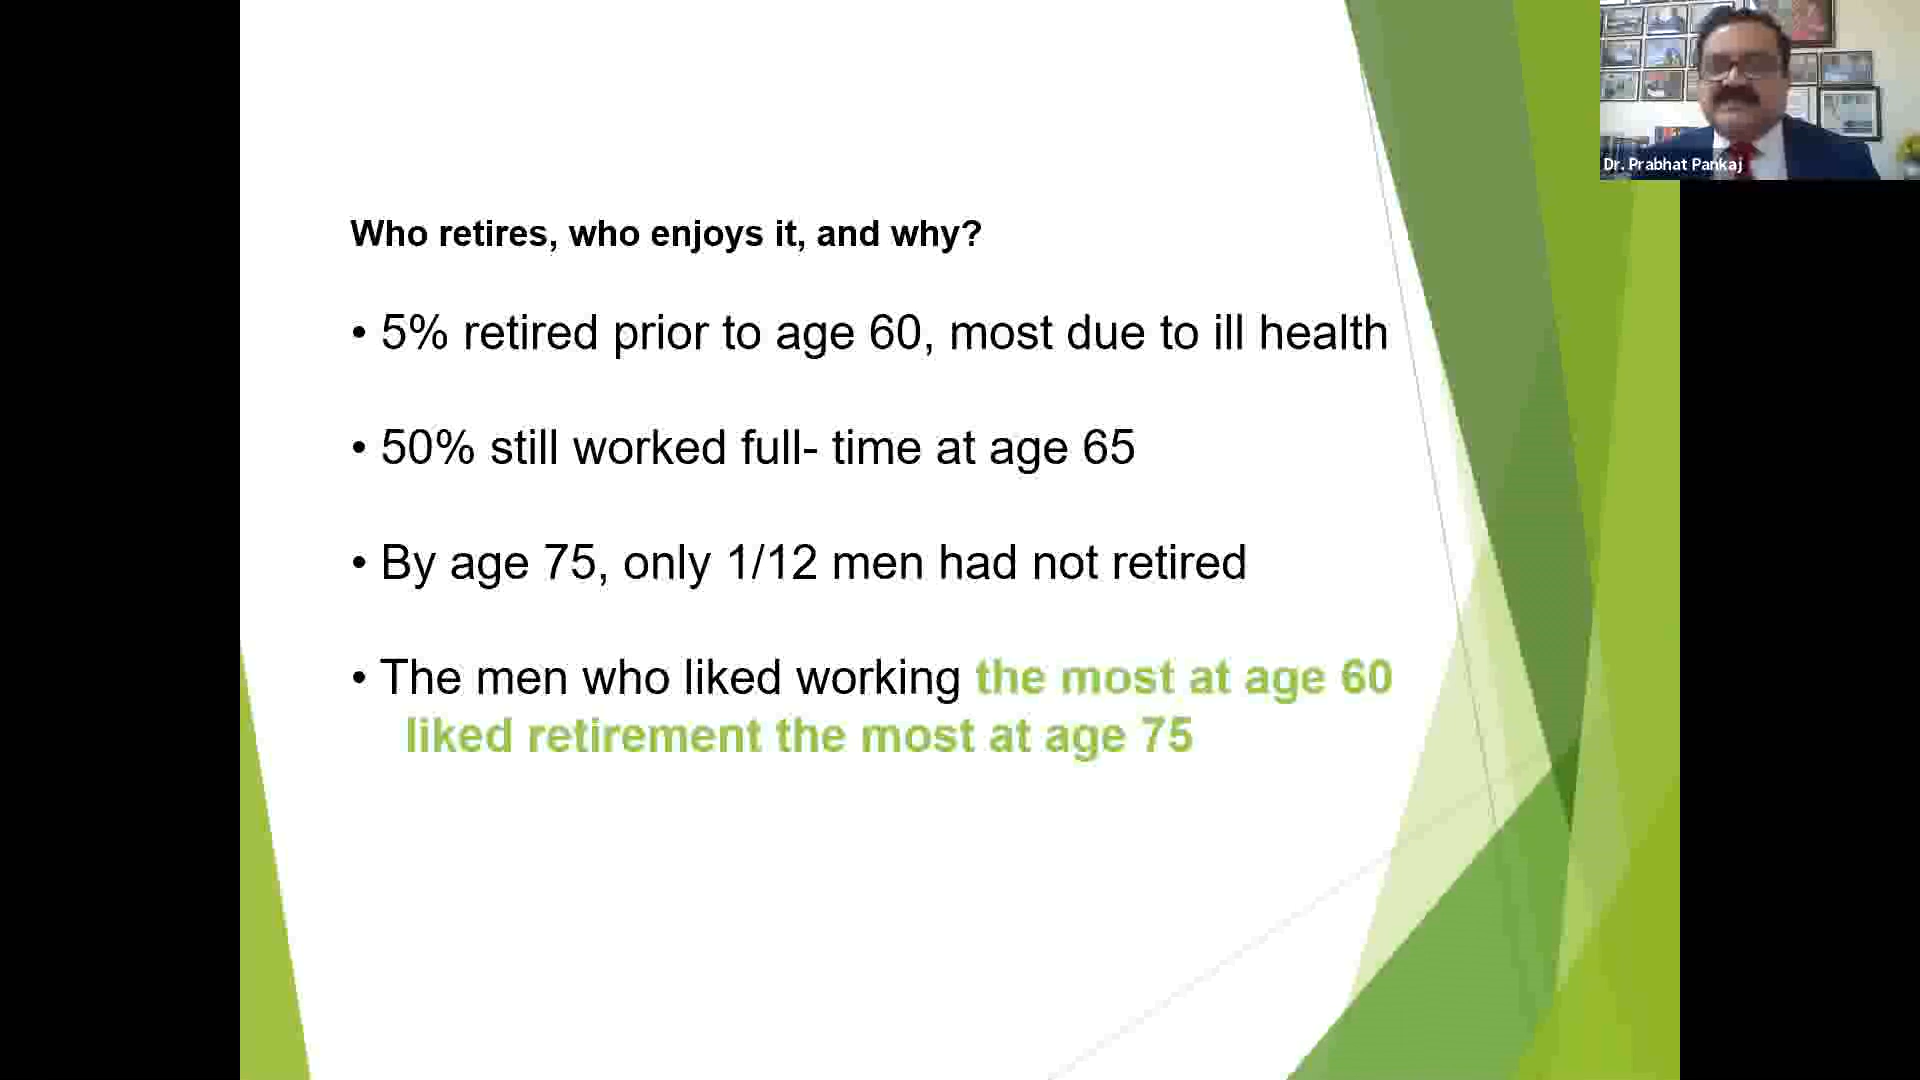 Dr. Prabhat Pankaj
Who retires, who enjoys it, and why?
• 5% retired prior to age 60, most due to ill health
• 50% still worked full- time at age 65
• By age 75, only 1/12 men had not retired
• The men who liked working the most at age 60
liked retirement the most at age 75